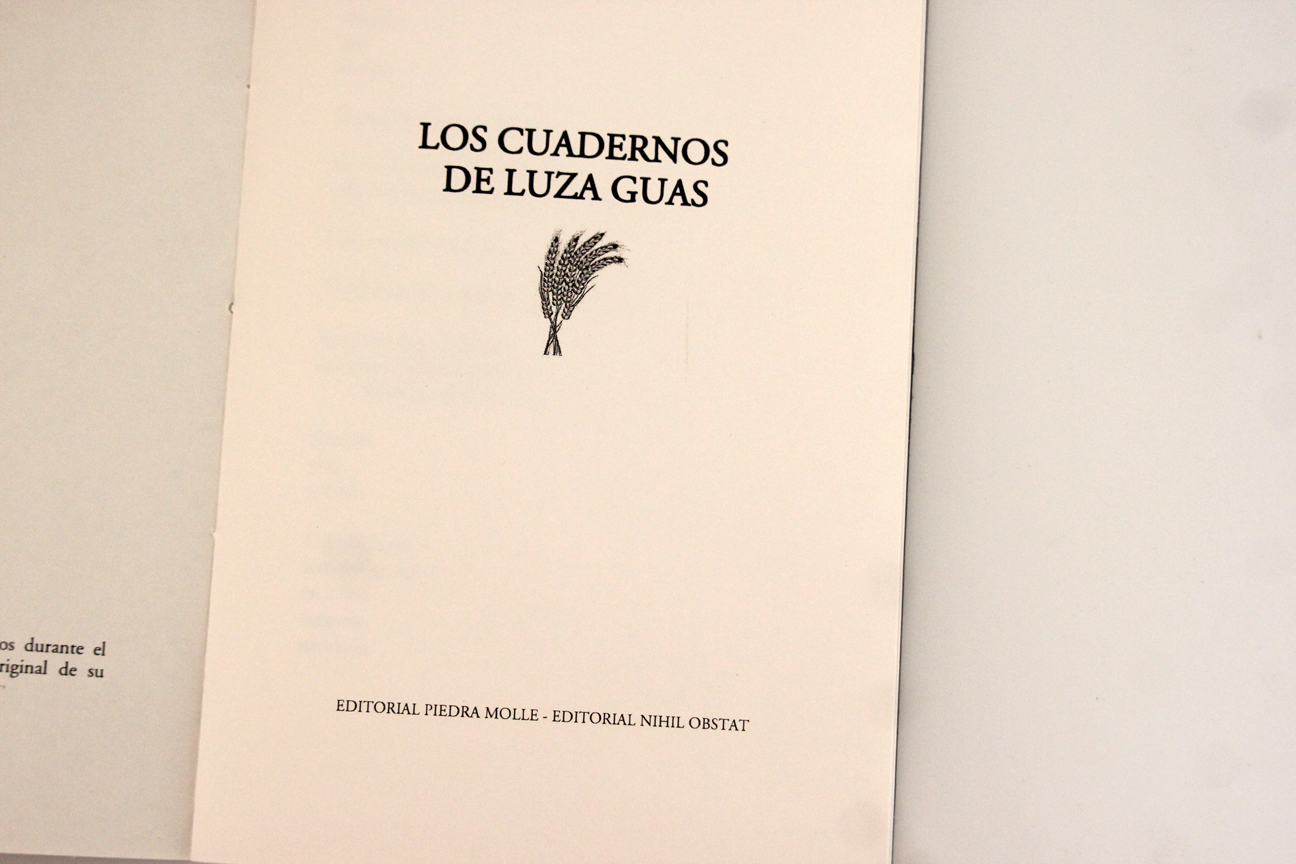 os durante el
riginal de su
LOS CUADERNOS
DE LUZA GUAS
EDITORIAL PIEDRA MOLLE - EDITORIAL NIHIL OBSTAT